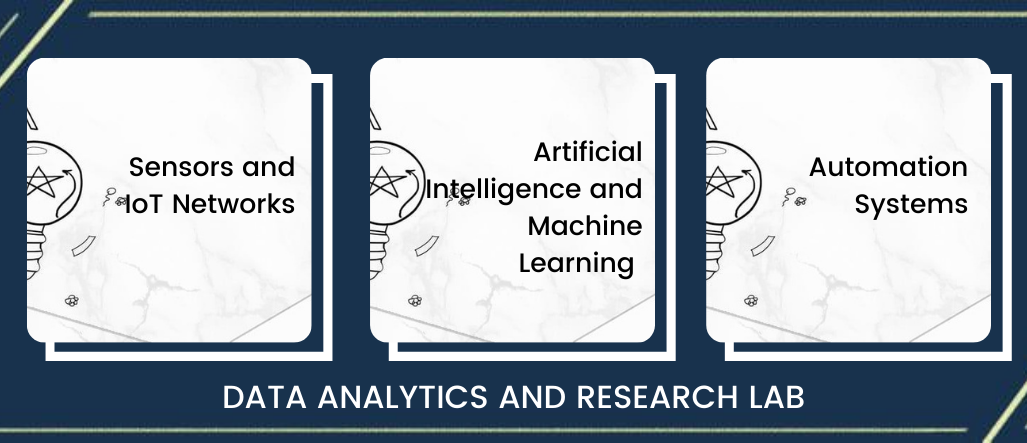 Sensors and
IoT Networks
Artificial
Intelligence and
Machine
Learning
Automation
Systems
DATA ANALYTICS AND RESEARCH LAB